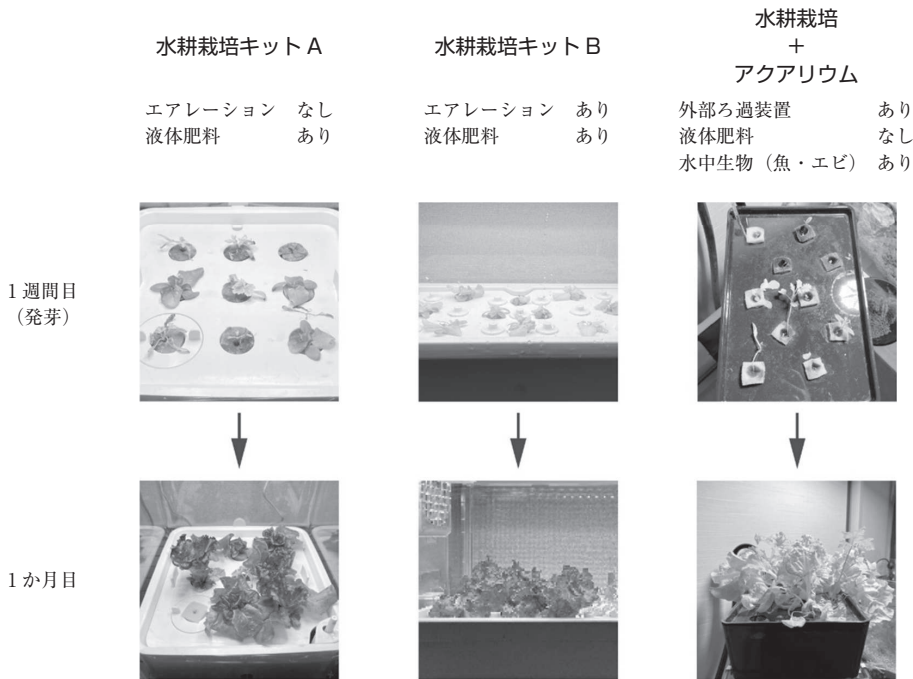 水耕栽培キット A
エアレーション なし
液体肥料 あり
水耕栽培キット B
エアレーション あり
液体肥料 あり
水耕栽培
+
アクアリウム
外部ろ過装置 あり
液体肥料 なし
水中生物(魚・エビ) あり
1 週間目
(発芽)
1 か月目